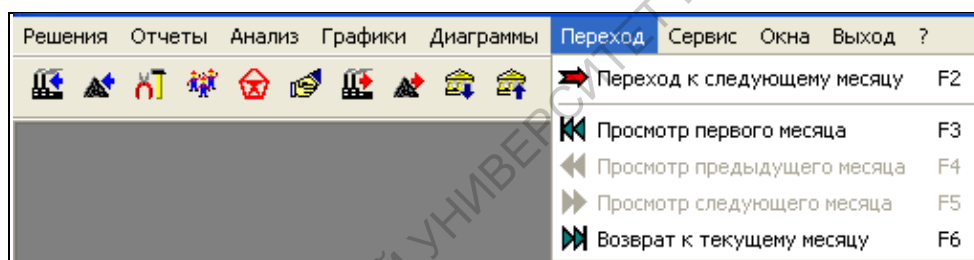 Решения Отчеты Анализ Графики Диаграммы Переход Сервис Окна Выход ?
Переход к следующему месяцу F2
Просмотр первого месяца F3
Просмотр предыдущего месяца F4
Просмотр следующего месяца F5
Возврат к текущему месяцу F6
УНИВЕРСИТЕТ